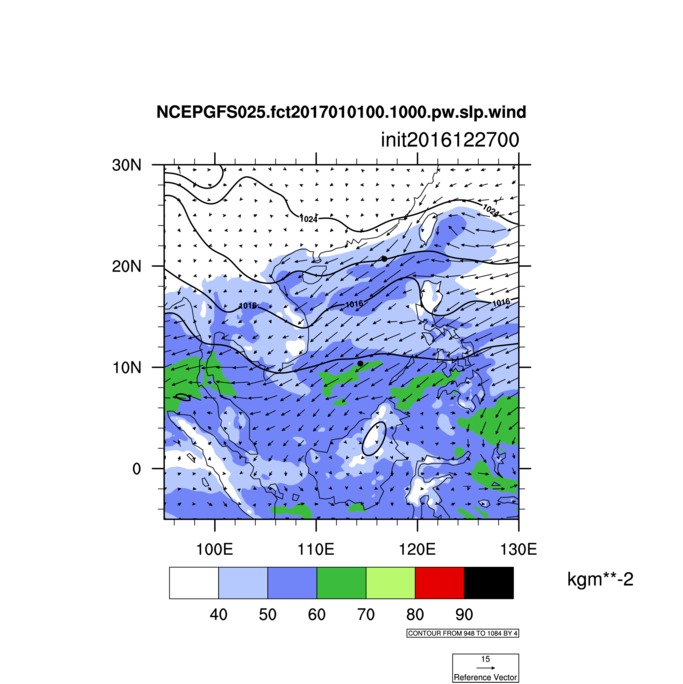 NCEPGFS025.fct2017010100.1000.pw.slp.wind
init2016122700
30N
20N
10N
0
1024
1024
1016
1016
1016
100E 110E 120E 130E
40 50 60 70 80 90
kgm**-2
CONTOUR FROM 948 TO 1084 BY 4
15
Reference Vector